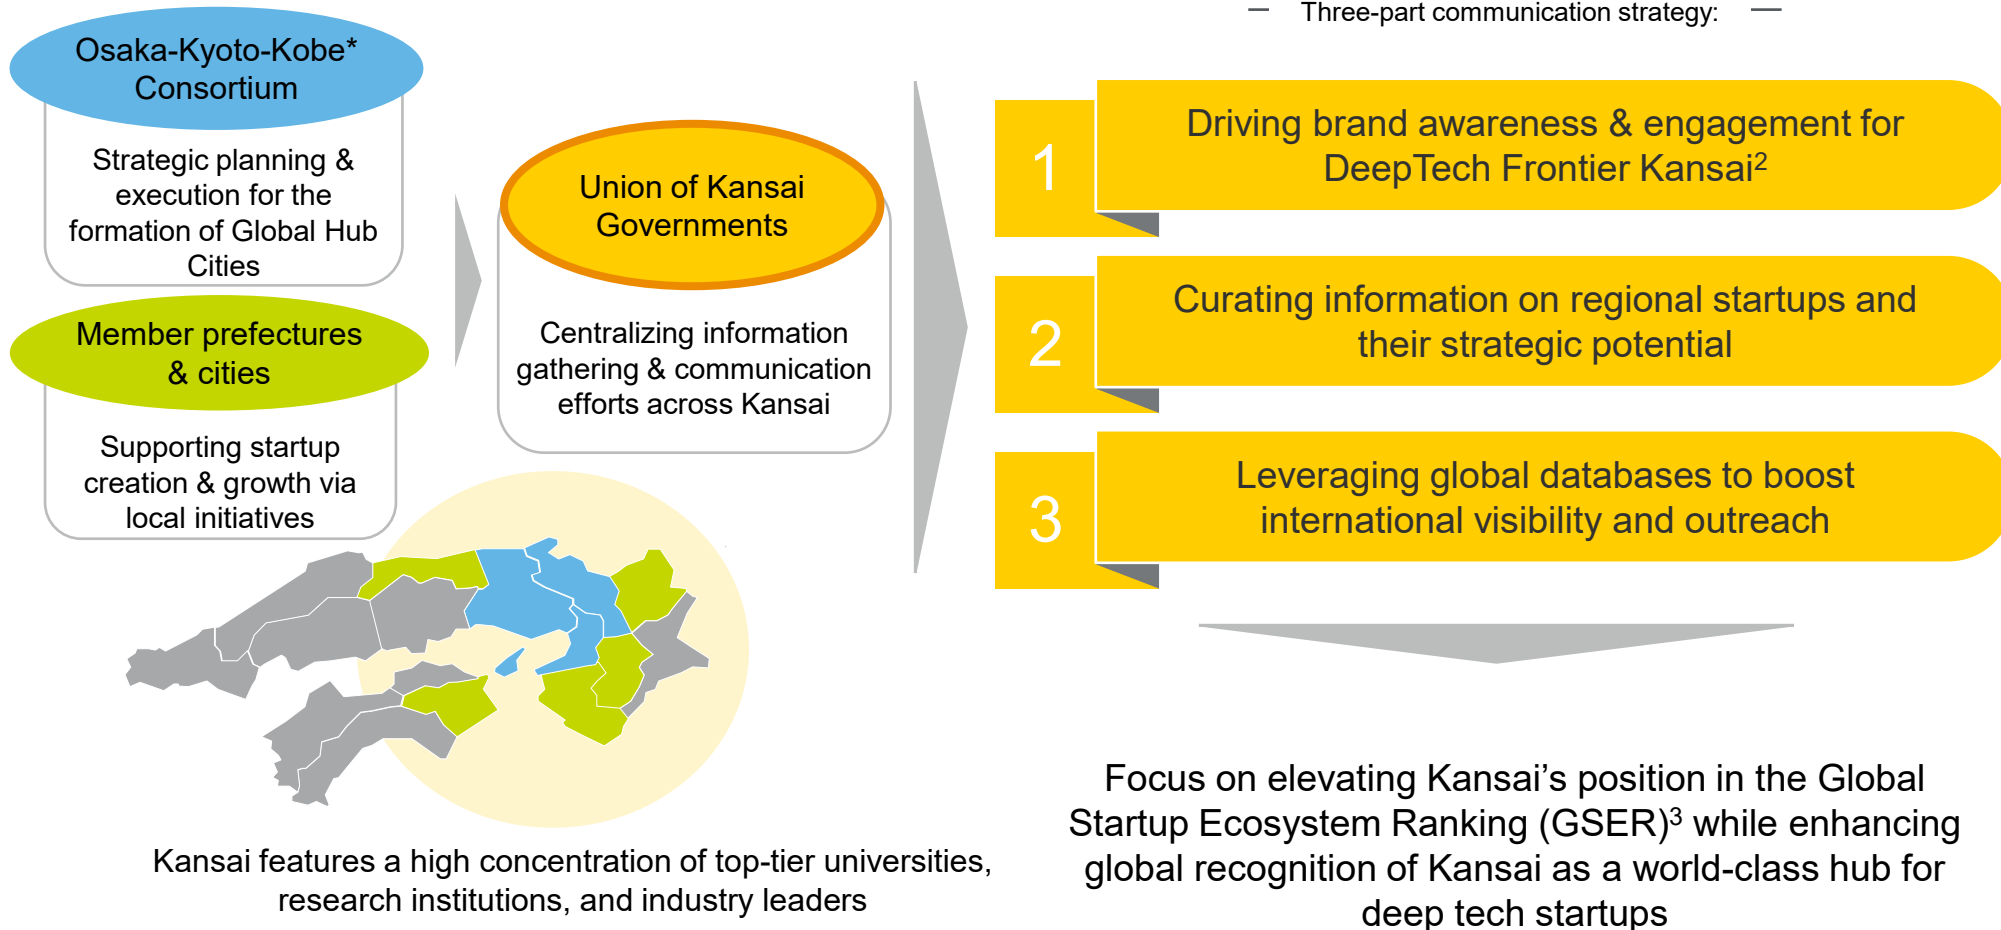 Osaka-Kyoto-Kobe*
Consortium
Strategic planning &
execution for the
formation of Global Hub
Cities
Member prefectures
& cities
Supporting startup
creation & growth via
local initiatives
Union of Kansai
Governments
Centralizing information
gathering & communication
efforts across Kansai
Kansai features a high concentration of top-tier universities,
research institutions, and industry leaders
— Three-part communication strategy: —
1
Driving brand awareness & engagement for
DeepTech Frontier Kansai²
2
Curating information on regional startups and
their strategic potential
3
Leveraging global databases to boost
international visibility and outreach
Focus on elevating Kansai’s position in the Global
Startup Ecosystem Ranking (GSER)³ while enhancing
global recognition of Kansai as a world-class hub for
deep tech startups